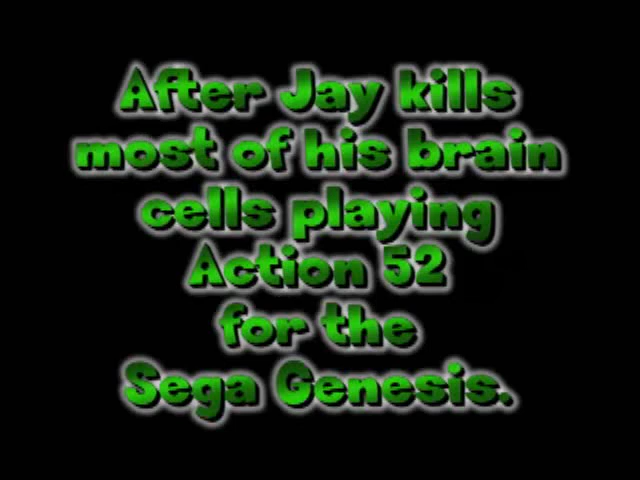 After Jay kills
most of his brain
cells playing
Action 52
for the
Sega Genesis.